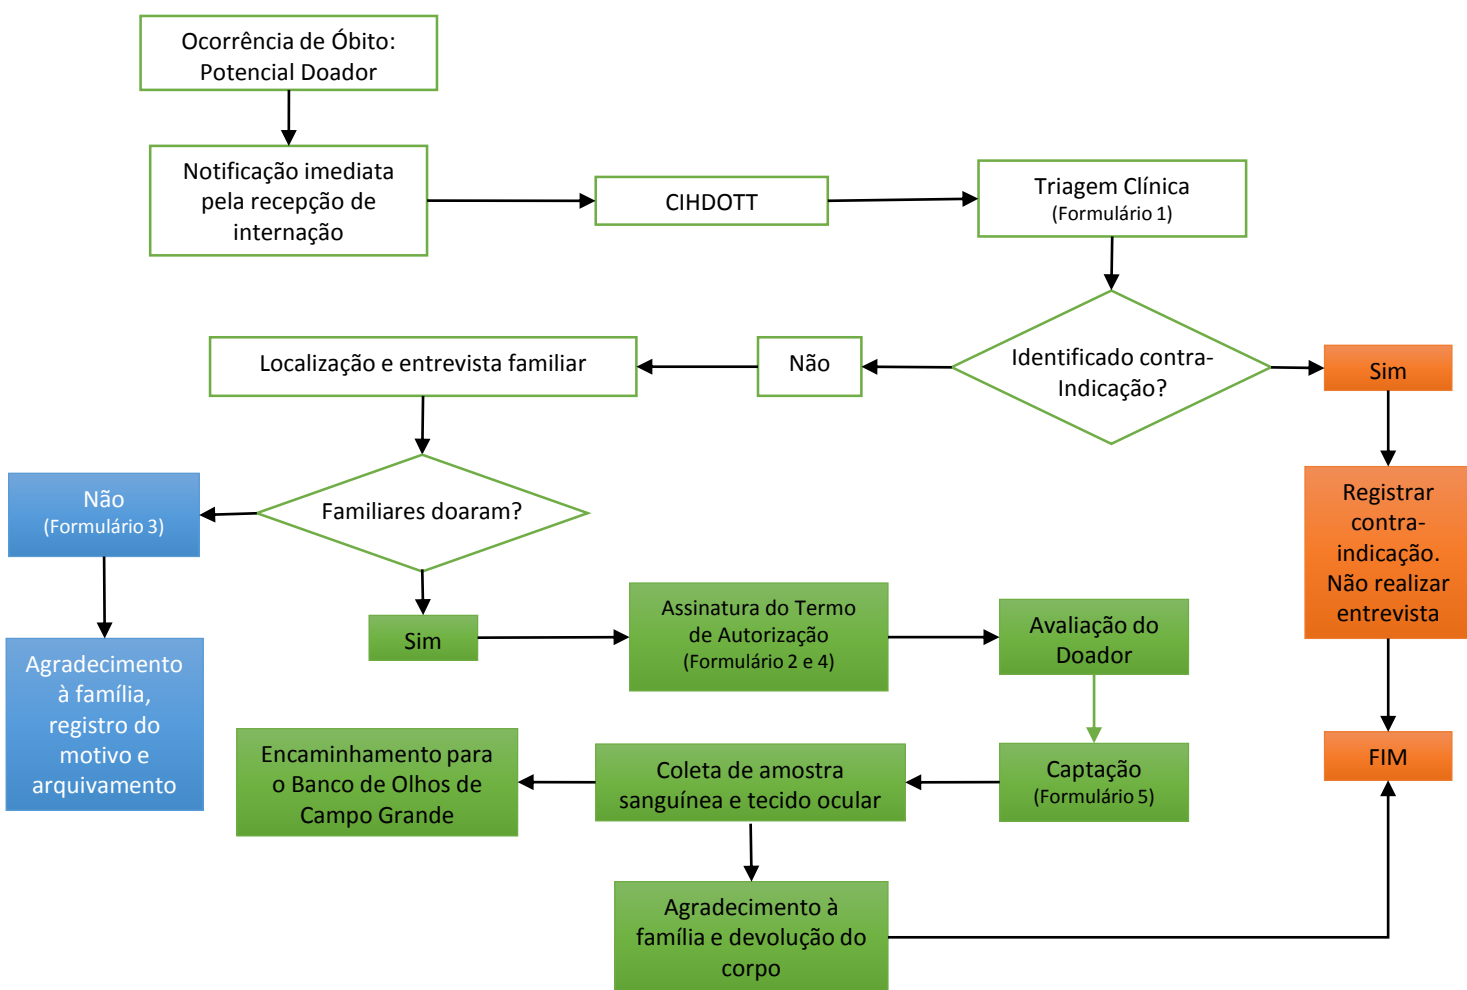 Ocorrência de Óbito:
Potencial Doador
Notificação imediata
pela recepção de
internação
CIHDOTT
Triagem Clínica
(Formulário 1)
Localização e entrevista familiar
Não
Identificado contra-
Indicação?
Sim
Não
(Formulário 3)
Familiares doaram?
Registrar
contra-
indicação.
Não realizar
entrevista
Sim
Assinatura do Termo
de Autorização
(Formulário 2 e 4)
Avaliação do
Doador
Agradecimento
à família,
registro do
motivo e
arquivamento
Encaminhamento para
o Banco de Olhos de
Campo Grande
Coleta de amostra
sanguínea e tecido ocular
Captação
(Formulário 5)
FIM
Agradecimento à
família e devolução do
corpo